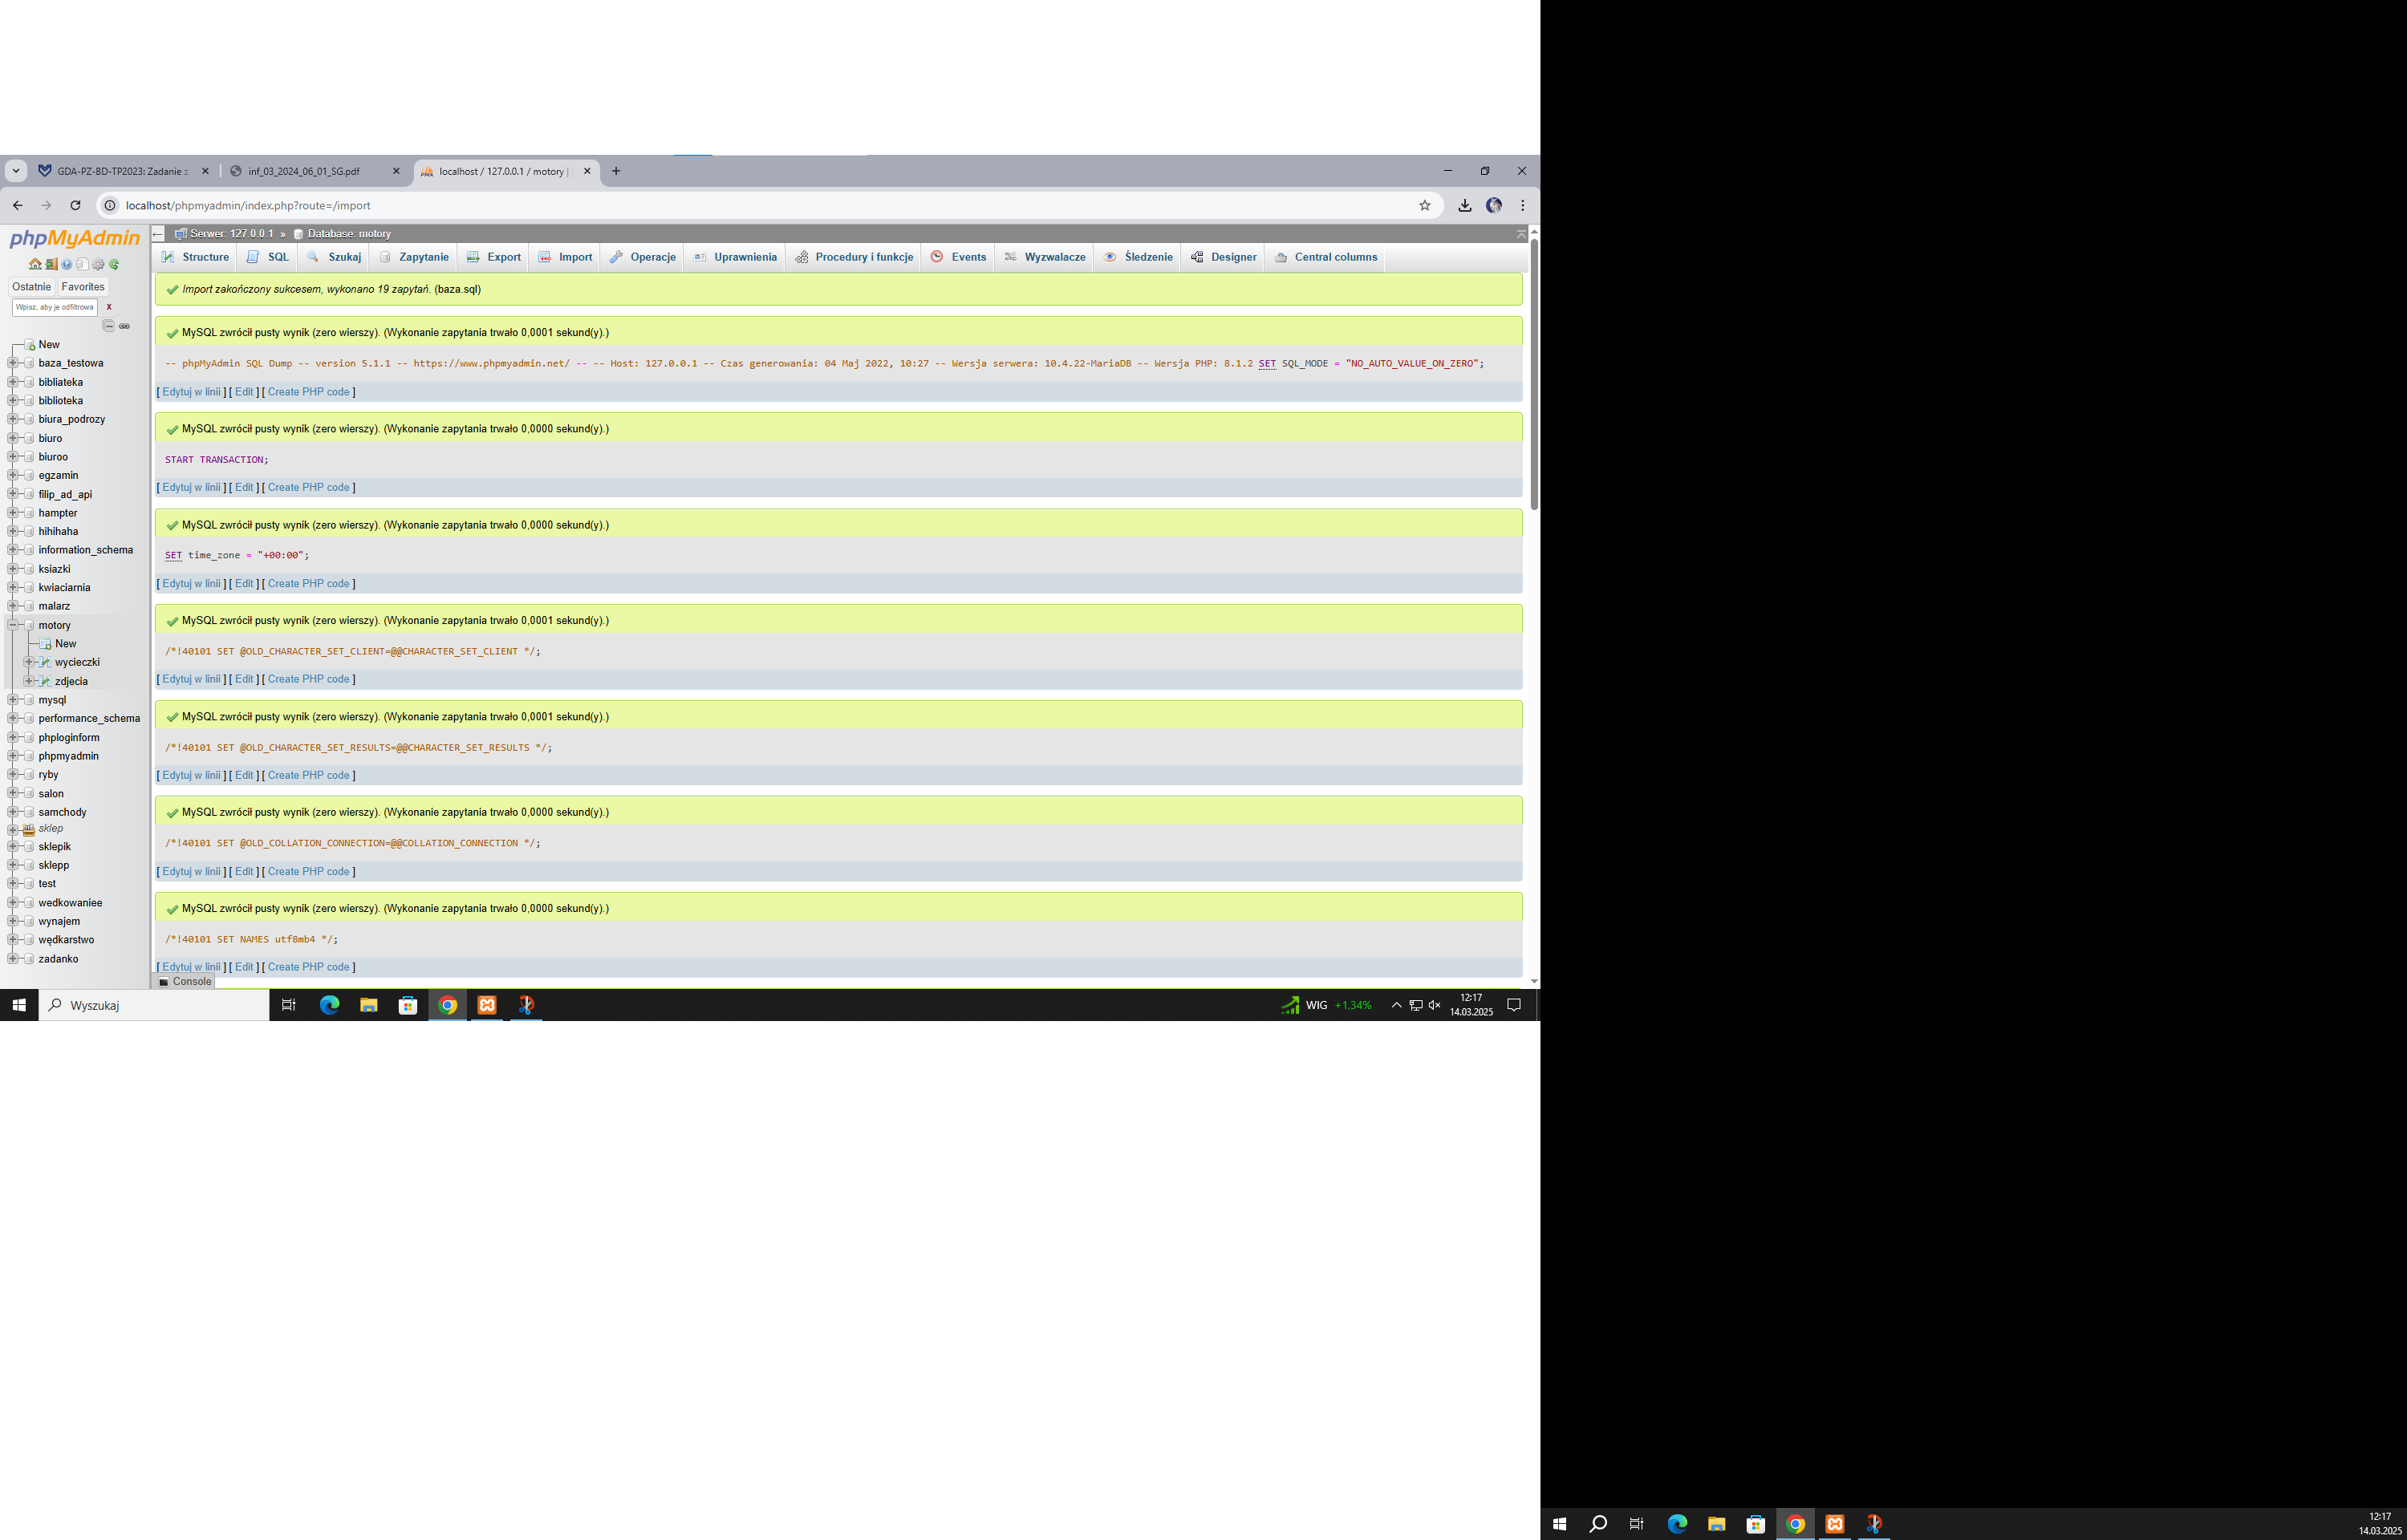 GDA-PZ-BD-TP2023: Zadanie z
inf_03_2024_06_01_SG.pdf
localhost / 127.0.0.1 / motory |
localhost/phpmyadmin/index.php?route=/import
phpMyAdmin
Ostatnie Favorites
Wpisz, aby je odfiltrowa X
New
baza_testowa
bibliateka
biblioteka
biura_podrozy
biuro
biuroo
egzamin
filip_ad_api
hampter
hihihaha
information_schema
ksiazki
kwiaciarnia
malarz
motory
New
wycieczki
zdjecia
mysql
performance_schema
phploginform
phpmyadmin
ryby
salon
samchody
sklep
sklepik
sklepp
test
wedkowaniee
wynajem
wędkarstwo
zadanko
Serwer: 127.0.0.1 » Database: motory
Structure SQL Szukaj Zapytanie Export Import Operacje Uprawnienia Procedury i funkcje Events Wyzwalacze Śledzenie Designer Central columns
Import zakończony sukcesem, wykonano 19 zapytań. (baza.sql)
MySQL zwrócił pusty wynik (zero wierszy). (Wykonanie zapytania trwało 0,0001 sekund(y).)
-- phpMyAdmin SQL Dump -- version 5.1.1 -- https://www.phpmyadmin.net/ -- -- Host: 127.0.0.1 -- Czas generowania: 04 Maj 2022, 10:27 -- Wersja serwera: 10.4.22-MariaDB -- Wersja PHP: 8.1.2 SET SQL_MODE = "NO_AUTO_VALUE_ON_ZERO";
[ Edytuj w linii ] [ Edit ] [ Create PHP code ]
MySQL zwrócił pusty wynik (zero wierszy). (Wykonanie zapytania trwało 0,0000 sekund(y).)
START TRANSACTION;
[ Edytuj w linii ] [ Edit ] [ Create PHP code ]
MySQL zwrócił pusty wynik (zero wierszy). (Wykonanie zapytania trwało 0,0000 sekund(y).)
SET time_zone = "+00:00";
[ Edytuj w linii ] [ Edit ] [ Create PHP code ]
MySQL zwrócił pusty wynik (zero wierszy). (Wykonanie zapytania trwało 0,0001 sekund(y).)
/*!40101 SET @OLD_CHARACTER_SET_CLIENT=@@CHARACTER_SET_CLIENT */;
[ Edytuj w linii ] [ Edit ] [ Create PHP code ]
MySQL zwrócił pusty wynik (zero wierszy). (Wykonanie zapytania trwało 0,0001 sekund(y).)
/*!40101 SET @OLD_CHARACTER_SET_RESULTS=@@CHARACTER_SET_RESULTS */;
[ Edytuj w linii ] [ Edit ] [ Create PHP code ]
MySQL zwrócił pusty wynik (zero wierszy). (Wykonanie zapytania trwało 0,0000 sekund(y).)
/*!40101 SET @OLD_COLLATION_CONNECTION=@@COLLATION_CONNECTION */;
[ Edytuj w linii ] [ Edit ] [ Create PHP code ]
MySQL zwrócił pusty wynik (zero wierszy). (Wykonanie zapytania trwało 0,0000 sekund(y).)
/*!40101 SET NAMES utf8mb4 */;
[ Edytuj w linii ] [ Edit ] [ Create PHP code ]
Console
Wyszukaj
WIG +1,34%
12:17
14.03.2025
12:17
14.03.2025